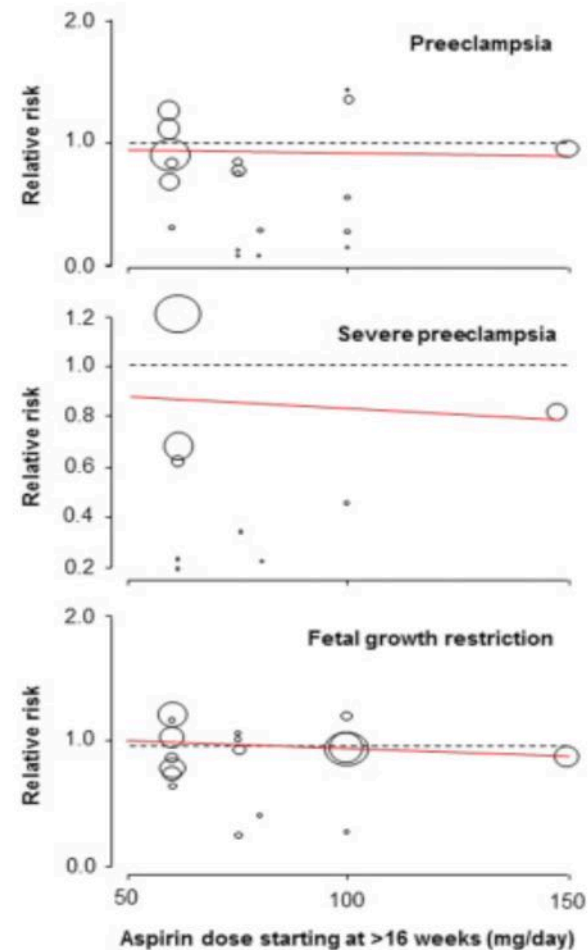 2.0
Preeclampsia
Relative risk
1.0
0.0
1.2
Severe preeclampsia
1.0
Relative risk
0.8
0.6
0.4
0.2
2.0
Fetal growth restriction
Relative risk
1.0
0.0
50 100 150
Aspirin dose starting at >16 weeks (mg/day)